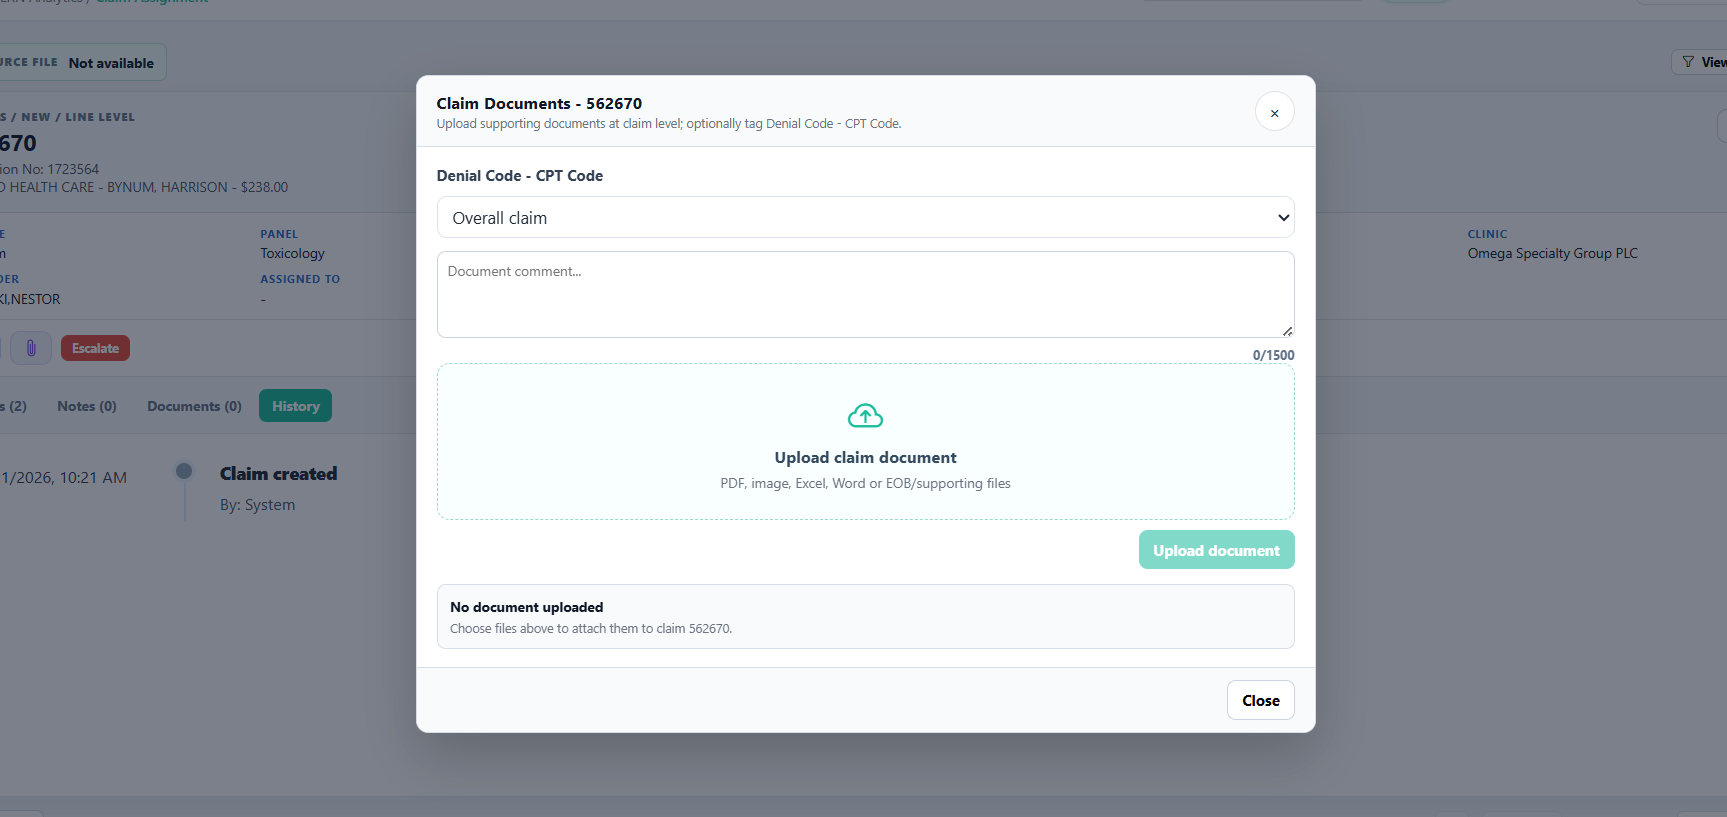 Claim Assignment
URCE FILE Not available
View
S / NEW / LINE LEVEL
670
ion No: 1723564
D HEALTH CARE - BYNUM, HARRISON - $238.00
PANEL
Toxicology
ASSIGNED TO
-
DER
KI,NESTOR
CLINIC
Omega Specialty Group PLC
Escalate
s (2)
Notes (0)
Documents (0)
History
1/2026, 10:21 AM
Claim created
By: System
Claim Documents - 562670
×
Upload supporting documents at claim level; optionally tag Denial Code - CPT Code.
Denial Code - CPT Code
Overall claim
Document comment...
0/1500
Upload claim document
PDF, image, Excel, Word or EOB/supporting files
Upload document
No document uploaded
Choose files above to attach them to claim 562670.
Close